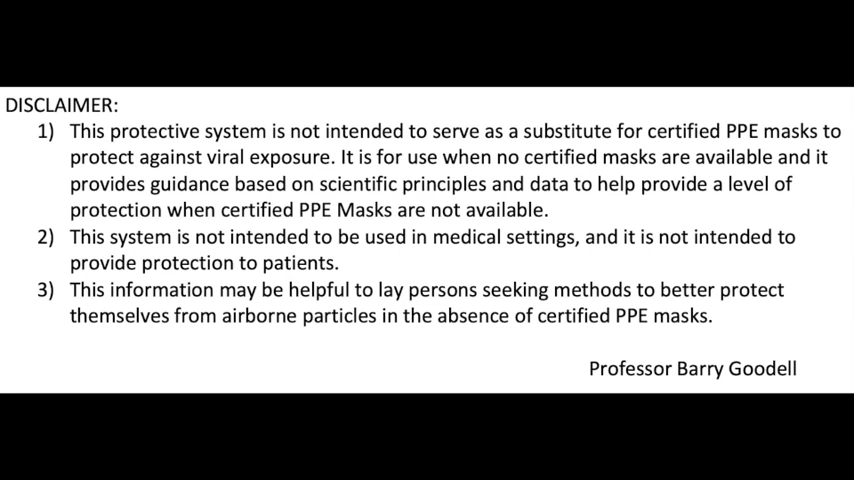 DISCLAIMER:
1) This protective system is not intended to serve as a substitute for certified PPE masks to
protect against viral exposure. It is for use when no certified masks are available and it
provides guidance based on scientific principles and data to help provide a level of
protection when certified PPE Masks are not available.
2) This system is not intended to be used in medical settings, and it is not intended to
provide protection to patients.
3) This information may be helpful to lay persons seeking methods to better protect
themselves from airborne particles in the absence of certified PPE masks.
Professor Barry Goodell